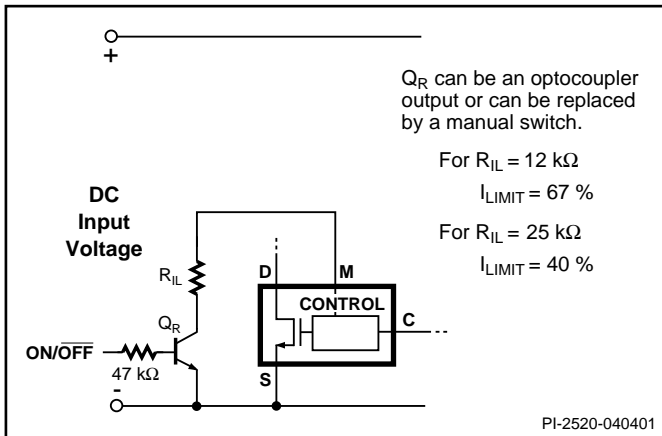 +
Q_R can be an optocoupler
output or can be replaced
by a manual switch.
For R_IL = 12 kΩ
I_LIMIT = 67 %
For R_IL = 25 kΩ
I_LIMIT = 40 %
DC
Input
Voltage
R_IL
D
M
CONTROL
C
Q_R
ON/O̅F̅F̅
47 kΩ
S
-
PI-2520-040401